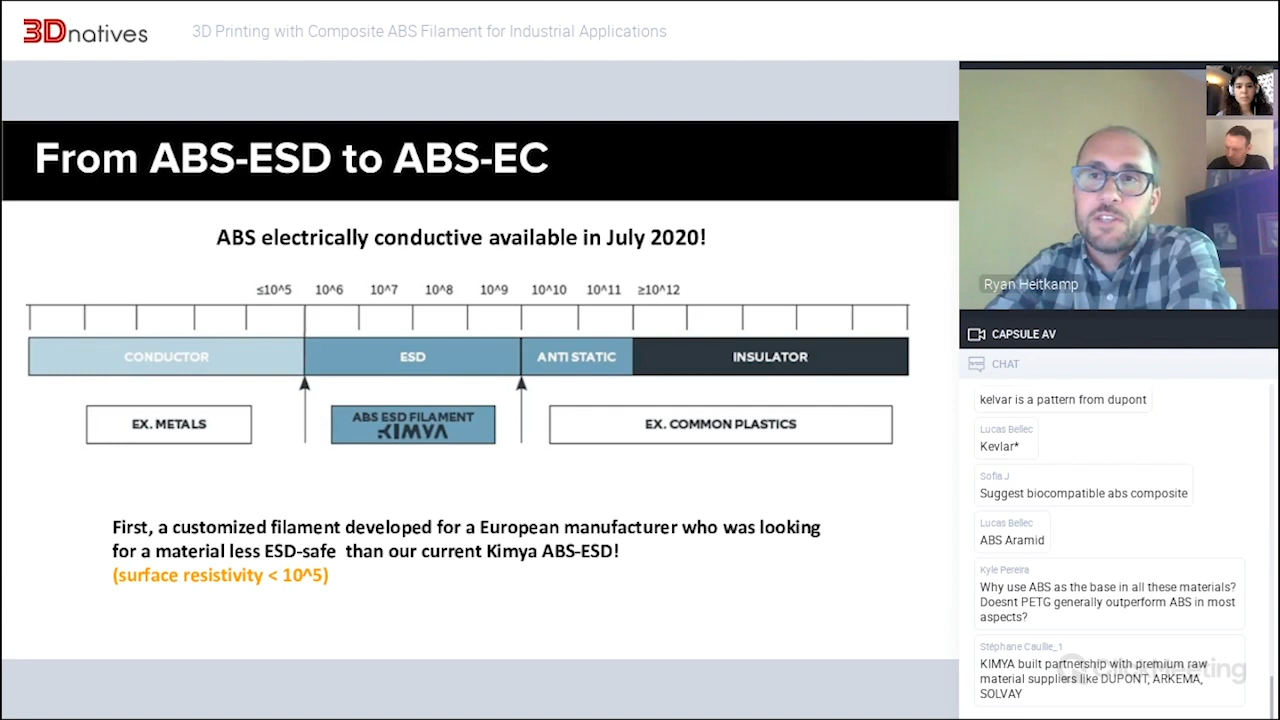 3Dnatives
3D Printing with Composite ABS Filament for Industrial Applications
From ABS-ESD to ABS-EC
ABS electrically conductive available in July 2020!
≤10^5 10^6 10^7 10^8 10^9 10^10 10^11 ≥10^12
CONDUCTOR ESD ANTI STATIC INSULATOR
EX. METALS
ABS ESD FILAMENT
KIMYA
EX. COMMON PLASTICS
First, a customized filament developed for a European manufacturer who was looking
for a material less ESD-safe than our current Kimya ABS-ESD!
(surface resistivity < 10^5)
Ryan Heitkamp
CAPSULE AV
CHAT
kelvar is a pattern from dupont
Lucas Bellec
Kevlar*
Sofia J
Suggest biocompatible abs composite
Lucas Bellec
ABS Aramid
Kyle Pereira
Why use ABS as the base in all these materials?
Doesnt PETG generally outperform ABS in most
aspects?
Stéphane Caullie_1
KIMYA built partnership with premium raw
material suppliers like DUPONT, ARKEMA,
SOLVAY